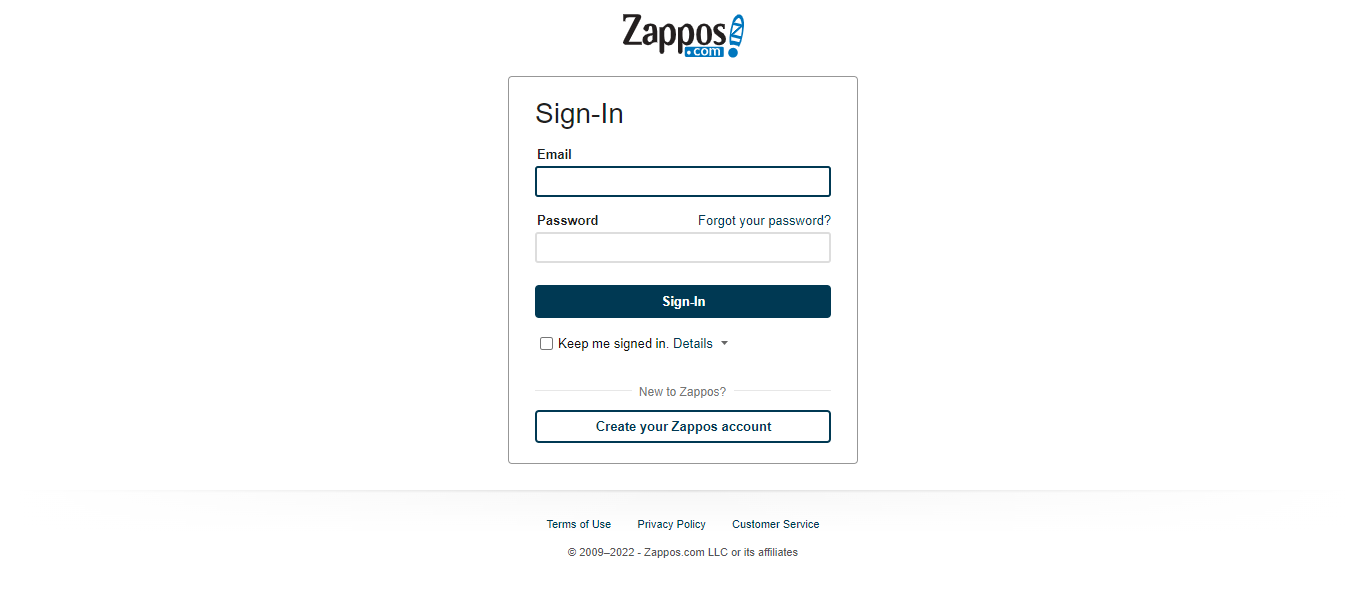 Zappos
.com
Sign-In
Email
Password Forgot your password?
Sign-In
Keep me signed in. Details
New to Zappos?
Create your Zappos account
Terms of Use Privacy Policy Customer Service
© 2009–2022 - Zappos.com LLC or its affiliates